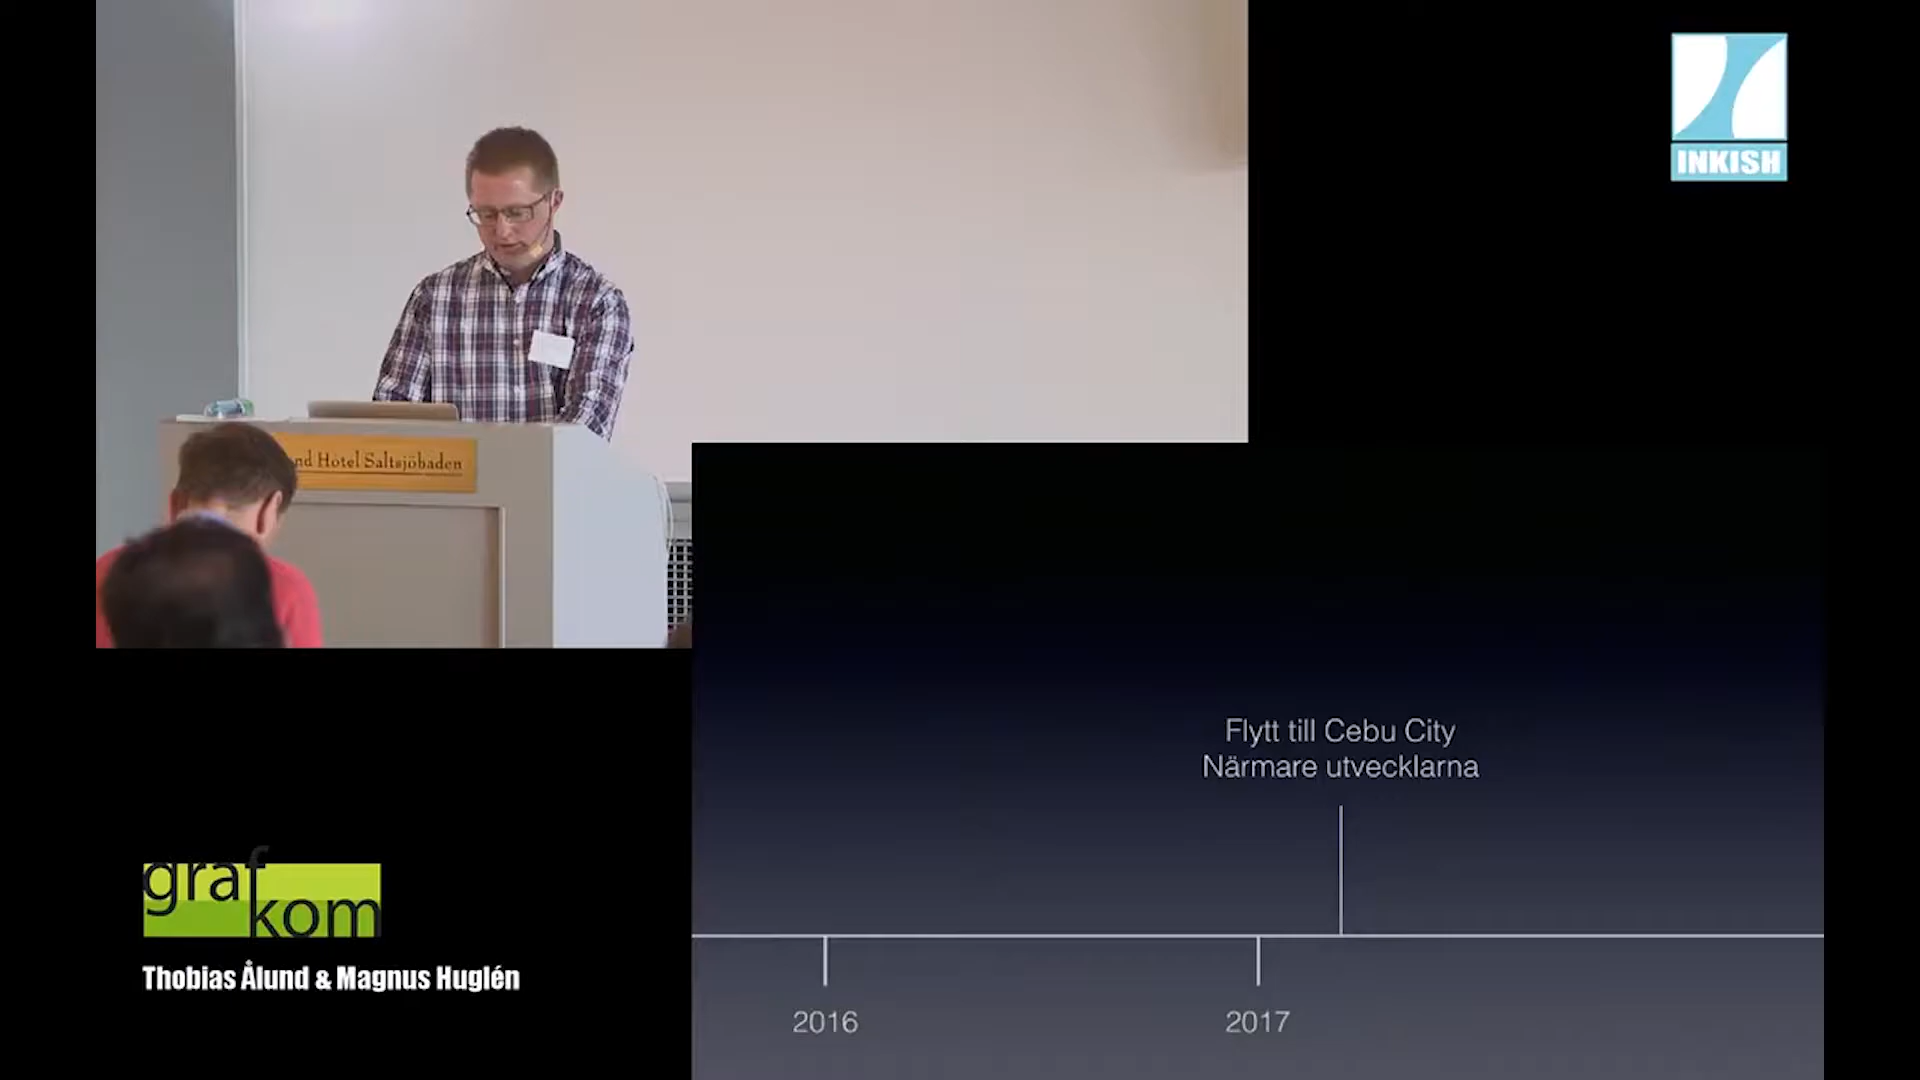 INKISH
nd Hotel Saltsjöbaden
Flytt till Cebu City
Närmare utvecklarna
graf
kom
Thobias Ålund & Magnus Huglén
2016
2017